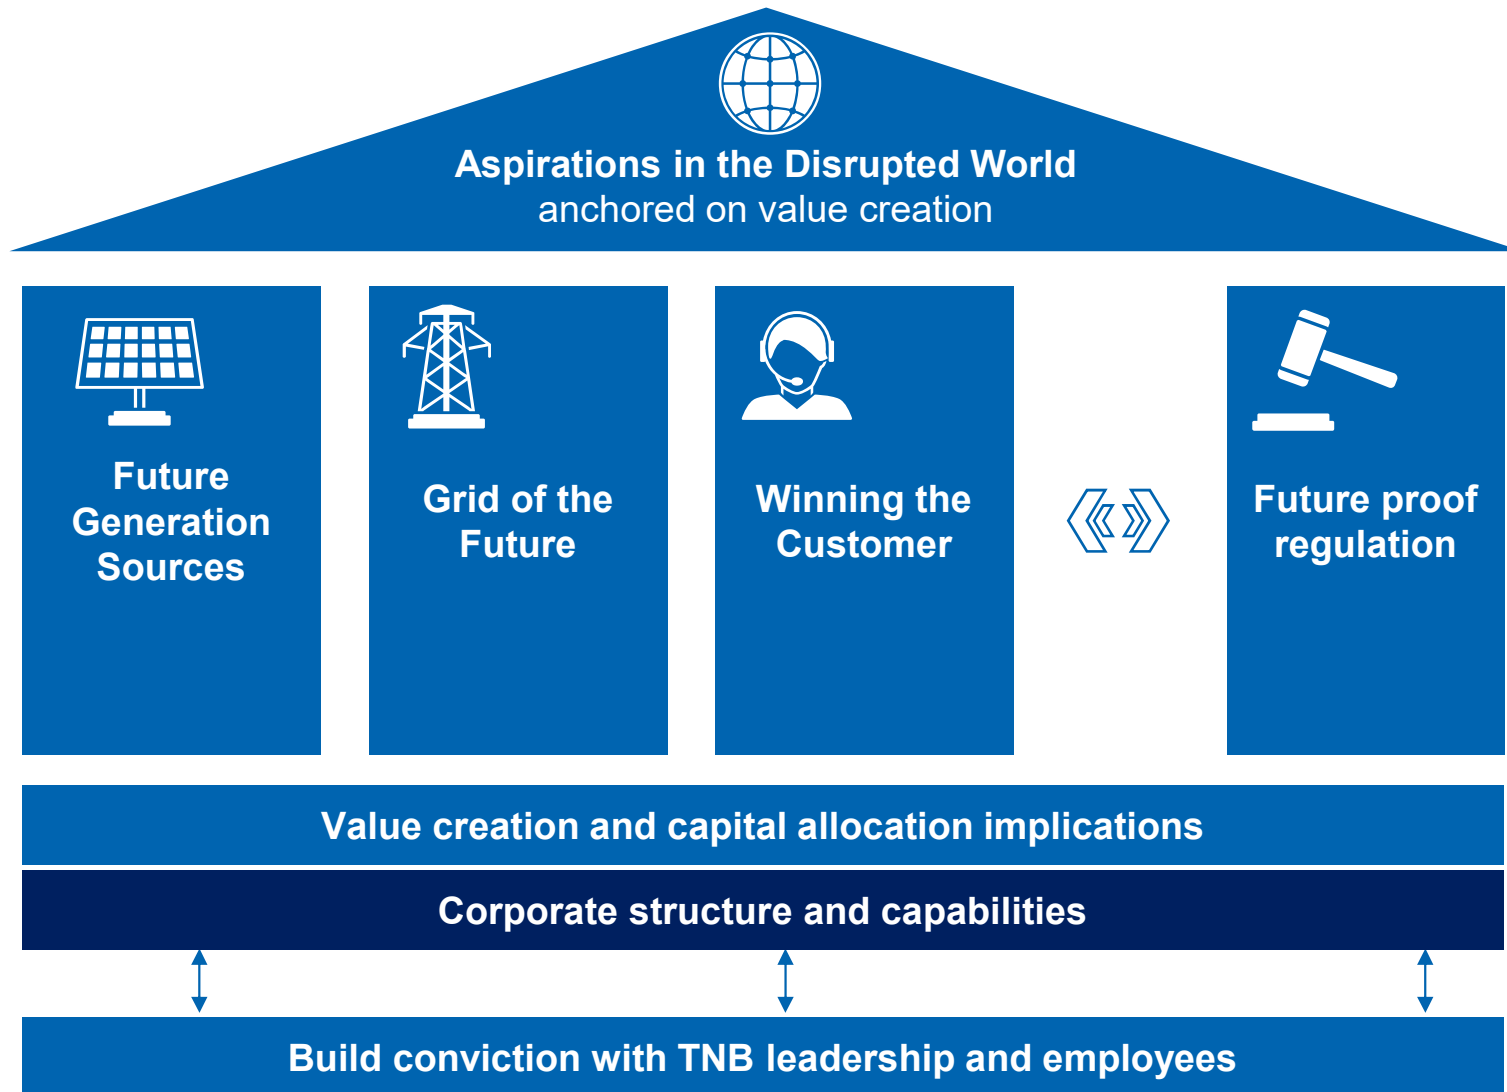 Aspirations in the Disrupted World
anchored on value creation
Future
Generation
Sources
Grid of the
Future
Winning the
Customer
Future proof
regulation
Value creation and capital allocation implications
Corporate structure and capabilities
Build conviction with TNB leadership and employees